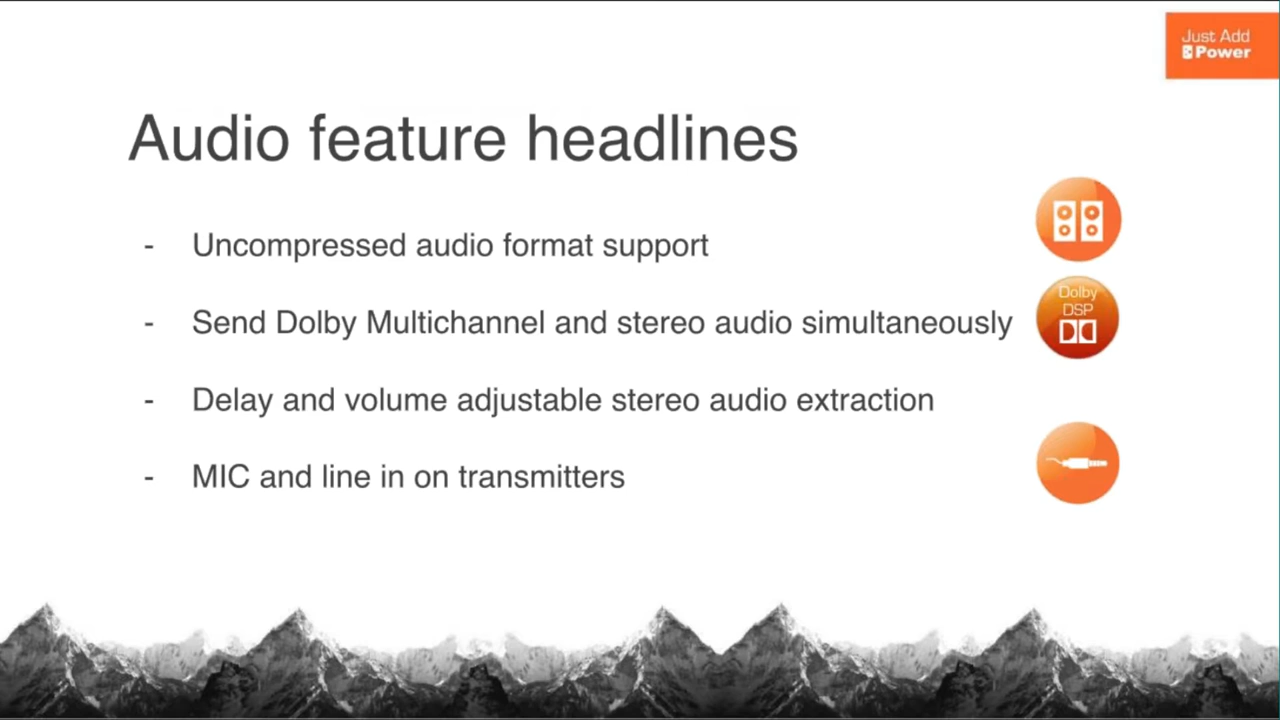 Just Add
Power
Audio feature headlines
- Uncompressed audio format support
- Send Dolby Multichannel and stereo audio simultaneously
Dolby
DSP
- Delay and volume adjustable stereo audio extraction
- MIC and line in on transmitters